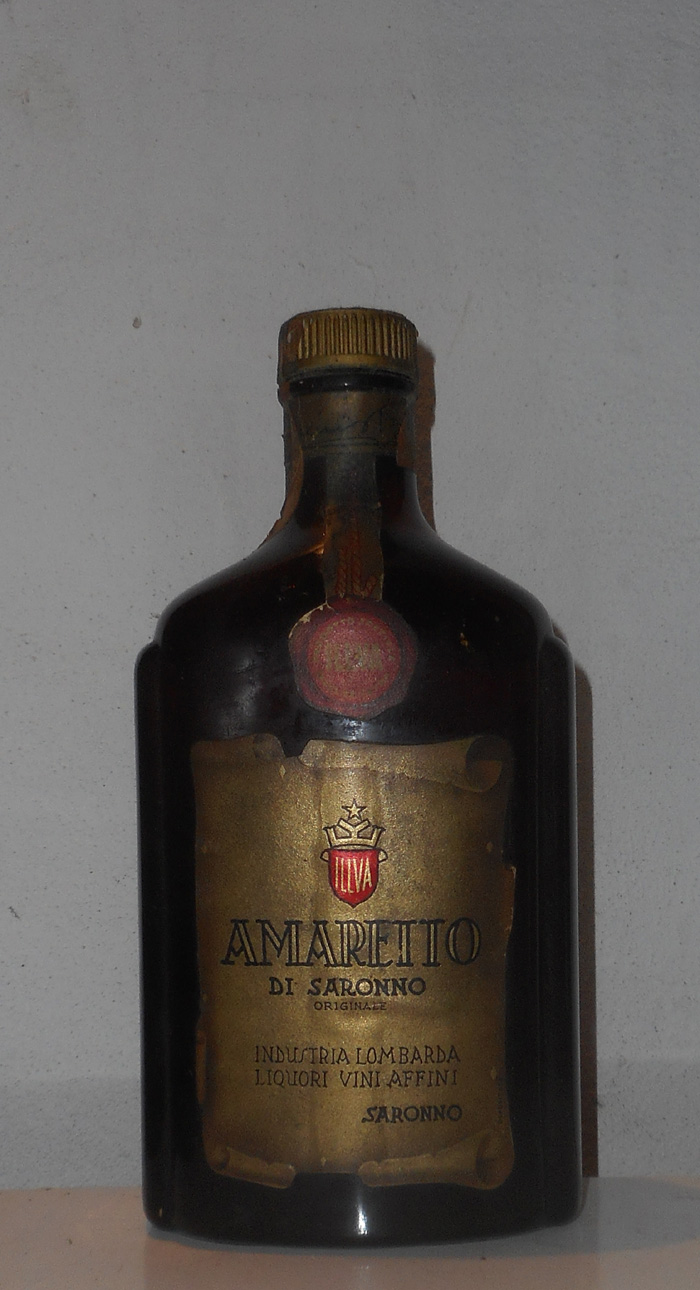 ILLVA
AMARETTO
DI SARONNO
ORIGINALE
INDUSTRIA LOMBARDA
LIQUORI VINI AFFINI
SARONNO